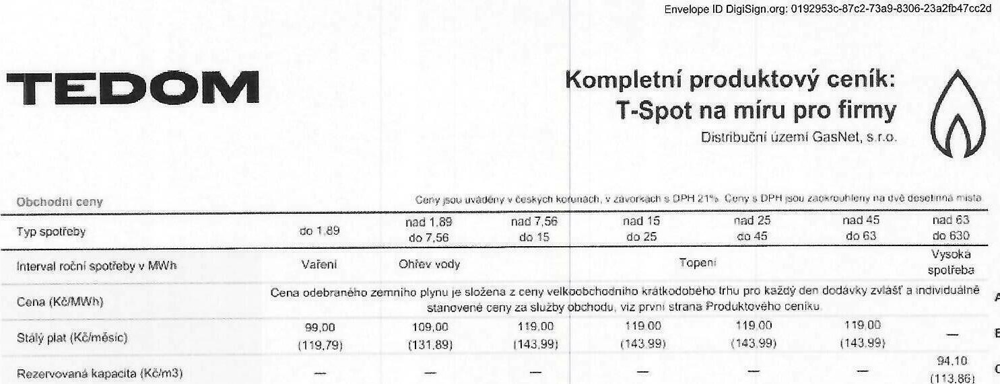 Envelope ID DigiSign.org: 0192953c-87c2-73a9-8306-23a2fb47cc2d
TEDOM
Kompletní produktový ceník:
T-Spot na míru pro firmy
Distribuční území GasNet, s.r.o.
Obchodní ceny
Ceny jsou uváděny v českých korunách, v závorkách s DPH 21%. Ceny s DPH jsou zaokrouhleny na dvě desetinná místa
Typ spotřeby do 1,89 nad 1,89 do 7,56 nad 7,56 do 15 nad 15 do 25 nad 25 do 45 nad 45 do 63 nad 63 do 630
Interval roční spotřeby v MWh Vaření Ohřev vody Topení Vysoká spotřeba
Cena (Kč/MWh)
Cena odebraného zemního plynu je složena z ceny velkoobchodního krátkodobého trhu pro každý den dodávky zvlášť a individuálně
stanovené ceny za služby obchodu, viz první strana Produktového ceníku.
A
Stálý plat (Kč/měsíc)
99,00 109,00 119,00 119,00 119,00 119,00 —
(119,79) (131,89) (143,99) (143,99) (143,99) (143,99)
Rezervovaná kapacita (Kč/m3) — — — — — — 94,10
(113,86)